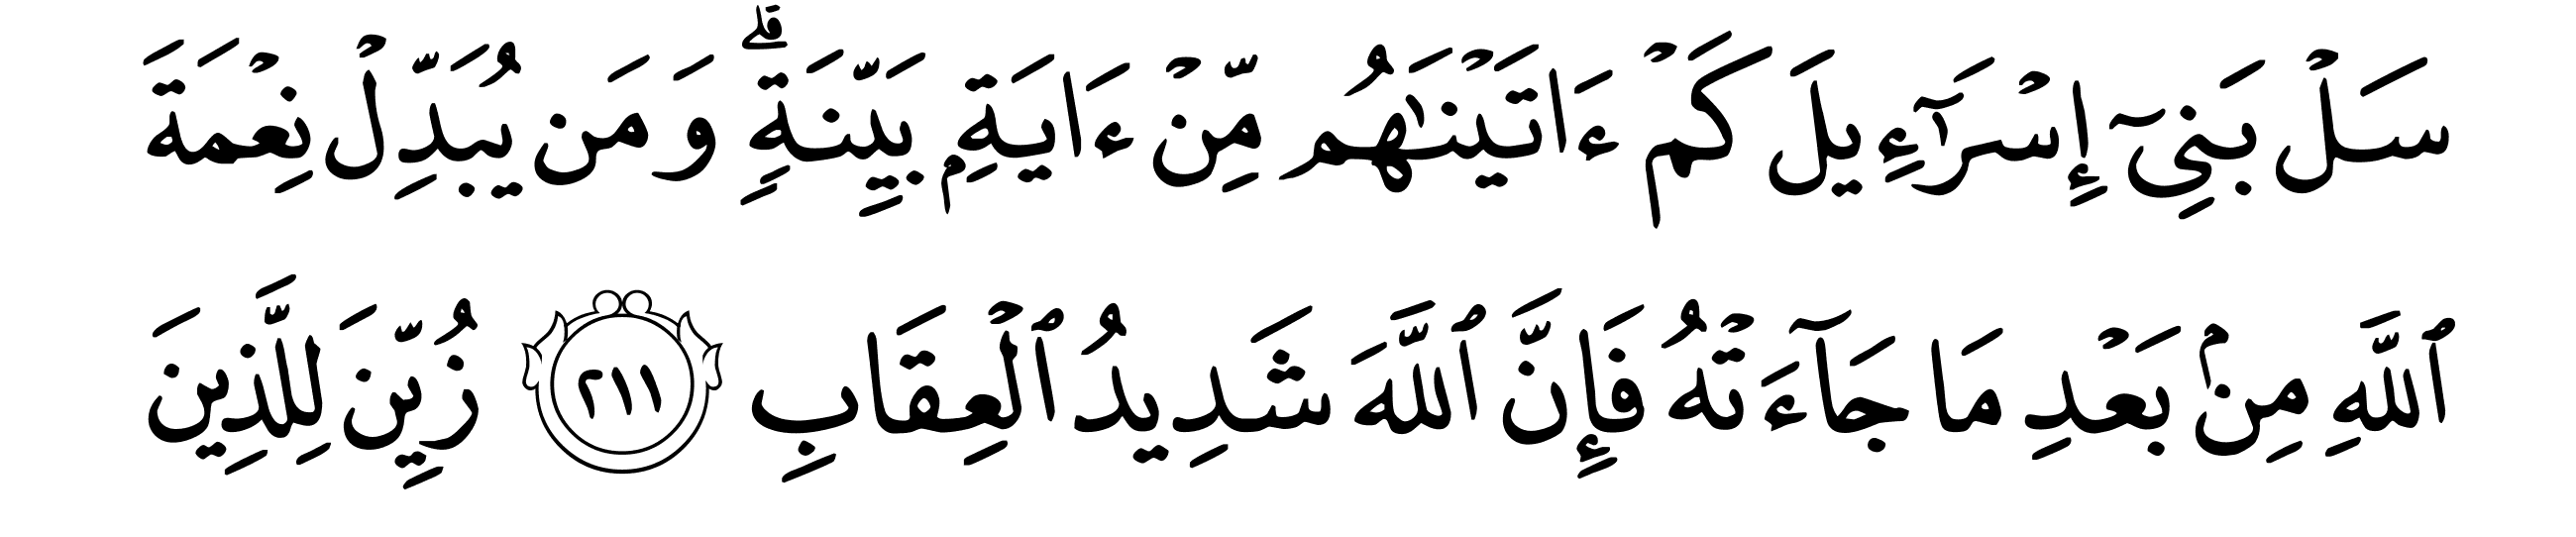 سَلۡ بَنِيٓ إِسۡرَٰٓءِيلَ كَمۡ ءَاتَيۡنَٰهُم مِّنۡ ءَايَةِۭ بَيِّنَةٖۗ وَمَن يُبَدِّلۡ نِعۡمَةَ
ٱللَّهِ مِنۢ بَعۡدِ مَا جَآءَتۡهُ فَإِنَّ ٱللَّهَ شَدِيدُ ٱلۡعِقَابِ ٢١١ زُيِّنَ لِلَّذِينَ